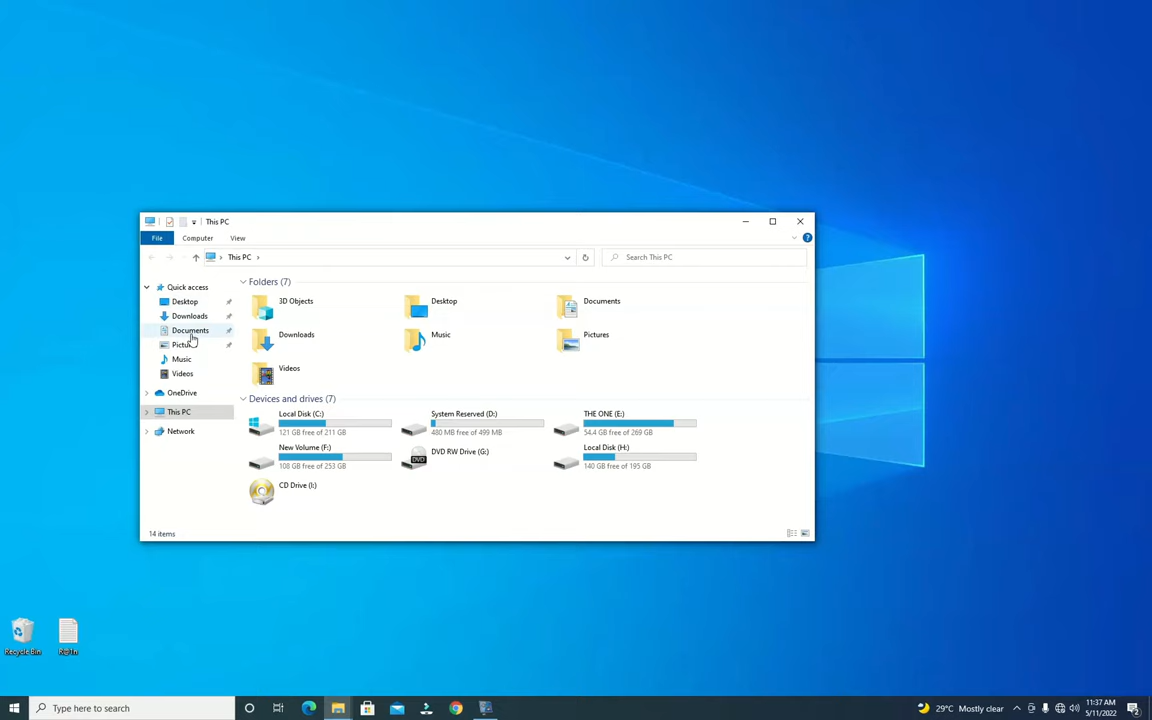 This PC
File
Computer
View
This PC
Search This PC
Quick access
Desktop
Downloads
Documents
Music
Videos
OneDrive
This PC
Network
Folders (7)
3D Objects
Desktop
Documents
Downloads
Music
Pictures
Videos
Devices and drives (7)
Local Disk (C:)
121 GB free of 211 GB
System Reserved (D:)
480 MB free of 499 MB
THE ONE (E:)
54.4 GB free of 269 GB
New Volume (F:)
108 GB free of 253 GB
DVD RW Drive (G:)
DVD
Local Disk (H:)
140 GB free of 195 GB
CD Drive (I:)
14 items
Recycle Bin
R@1n
Type here to search
29°C Mostly clear
11:37 AM
5/11/2022
2